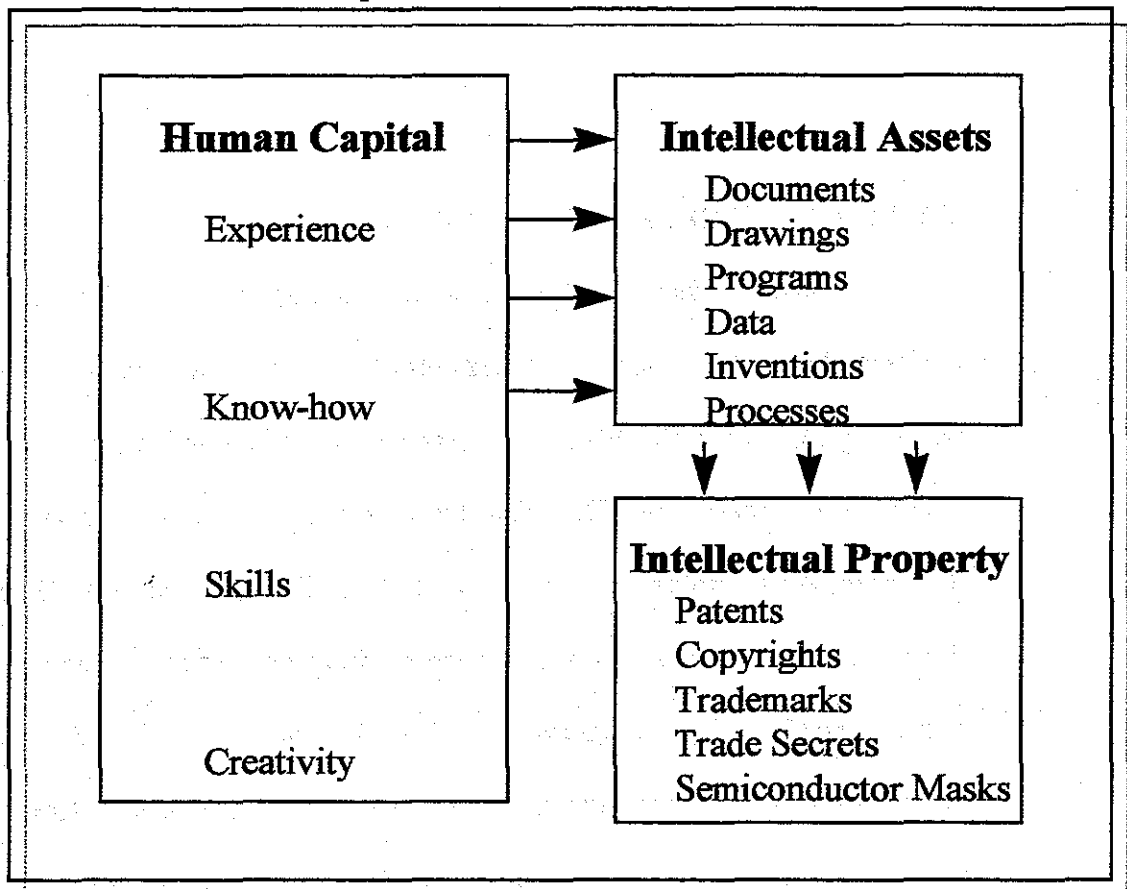 Human Capital
Experience
Know-how
Skills
Creativity
Intellectual Assets
Documents
Drawings
Programs
Data
Inventions
Processes
Intellectual Property
Patents
Copyrights
Trademarks
Trade Secrets
Semiconductor Masks